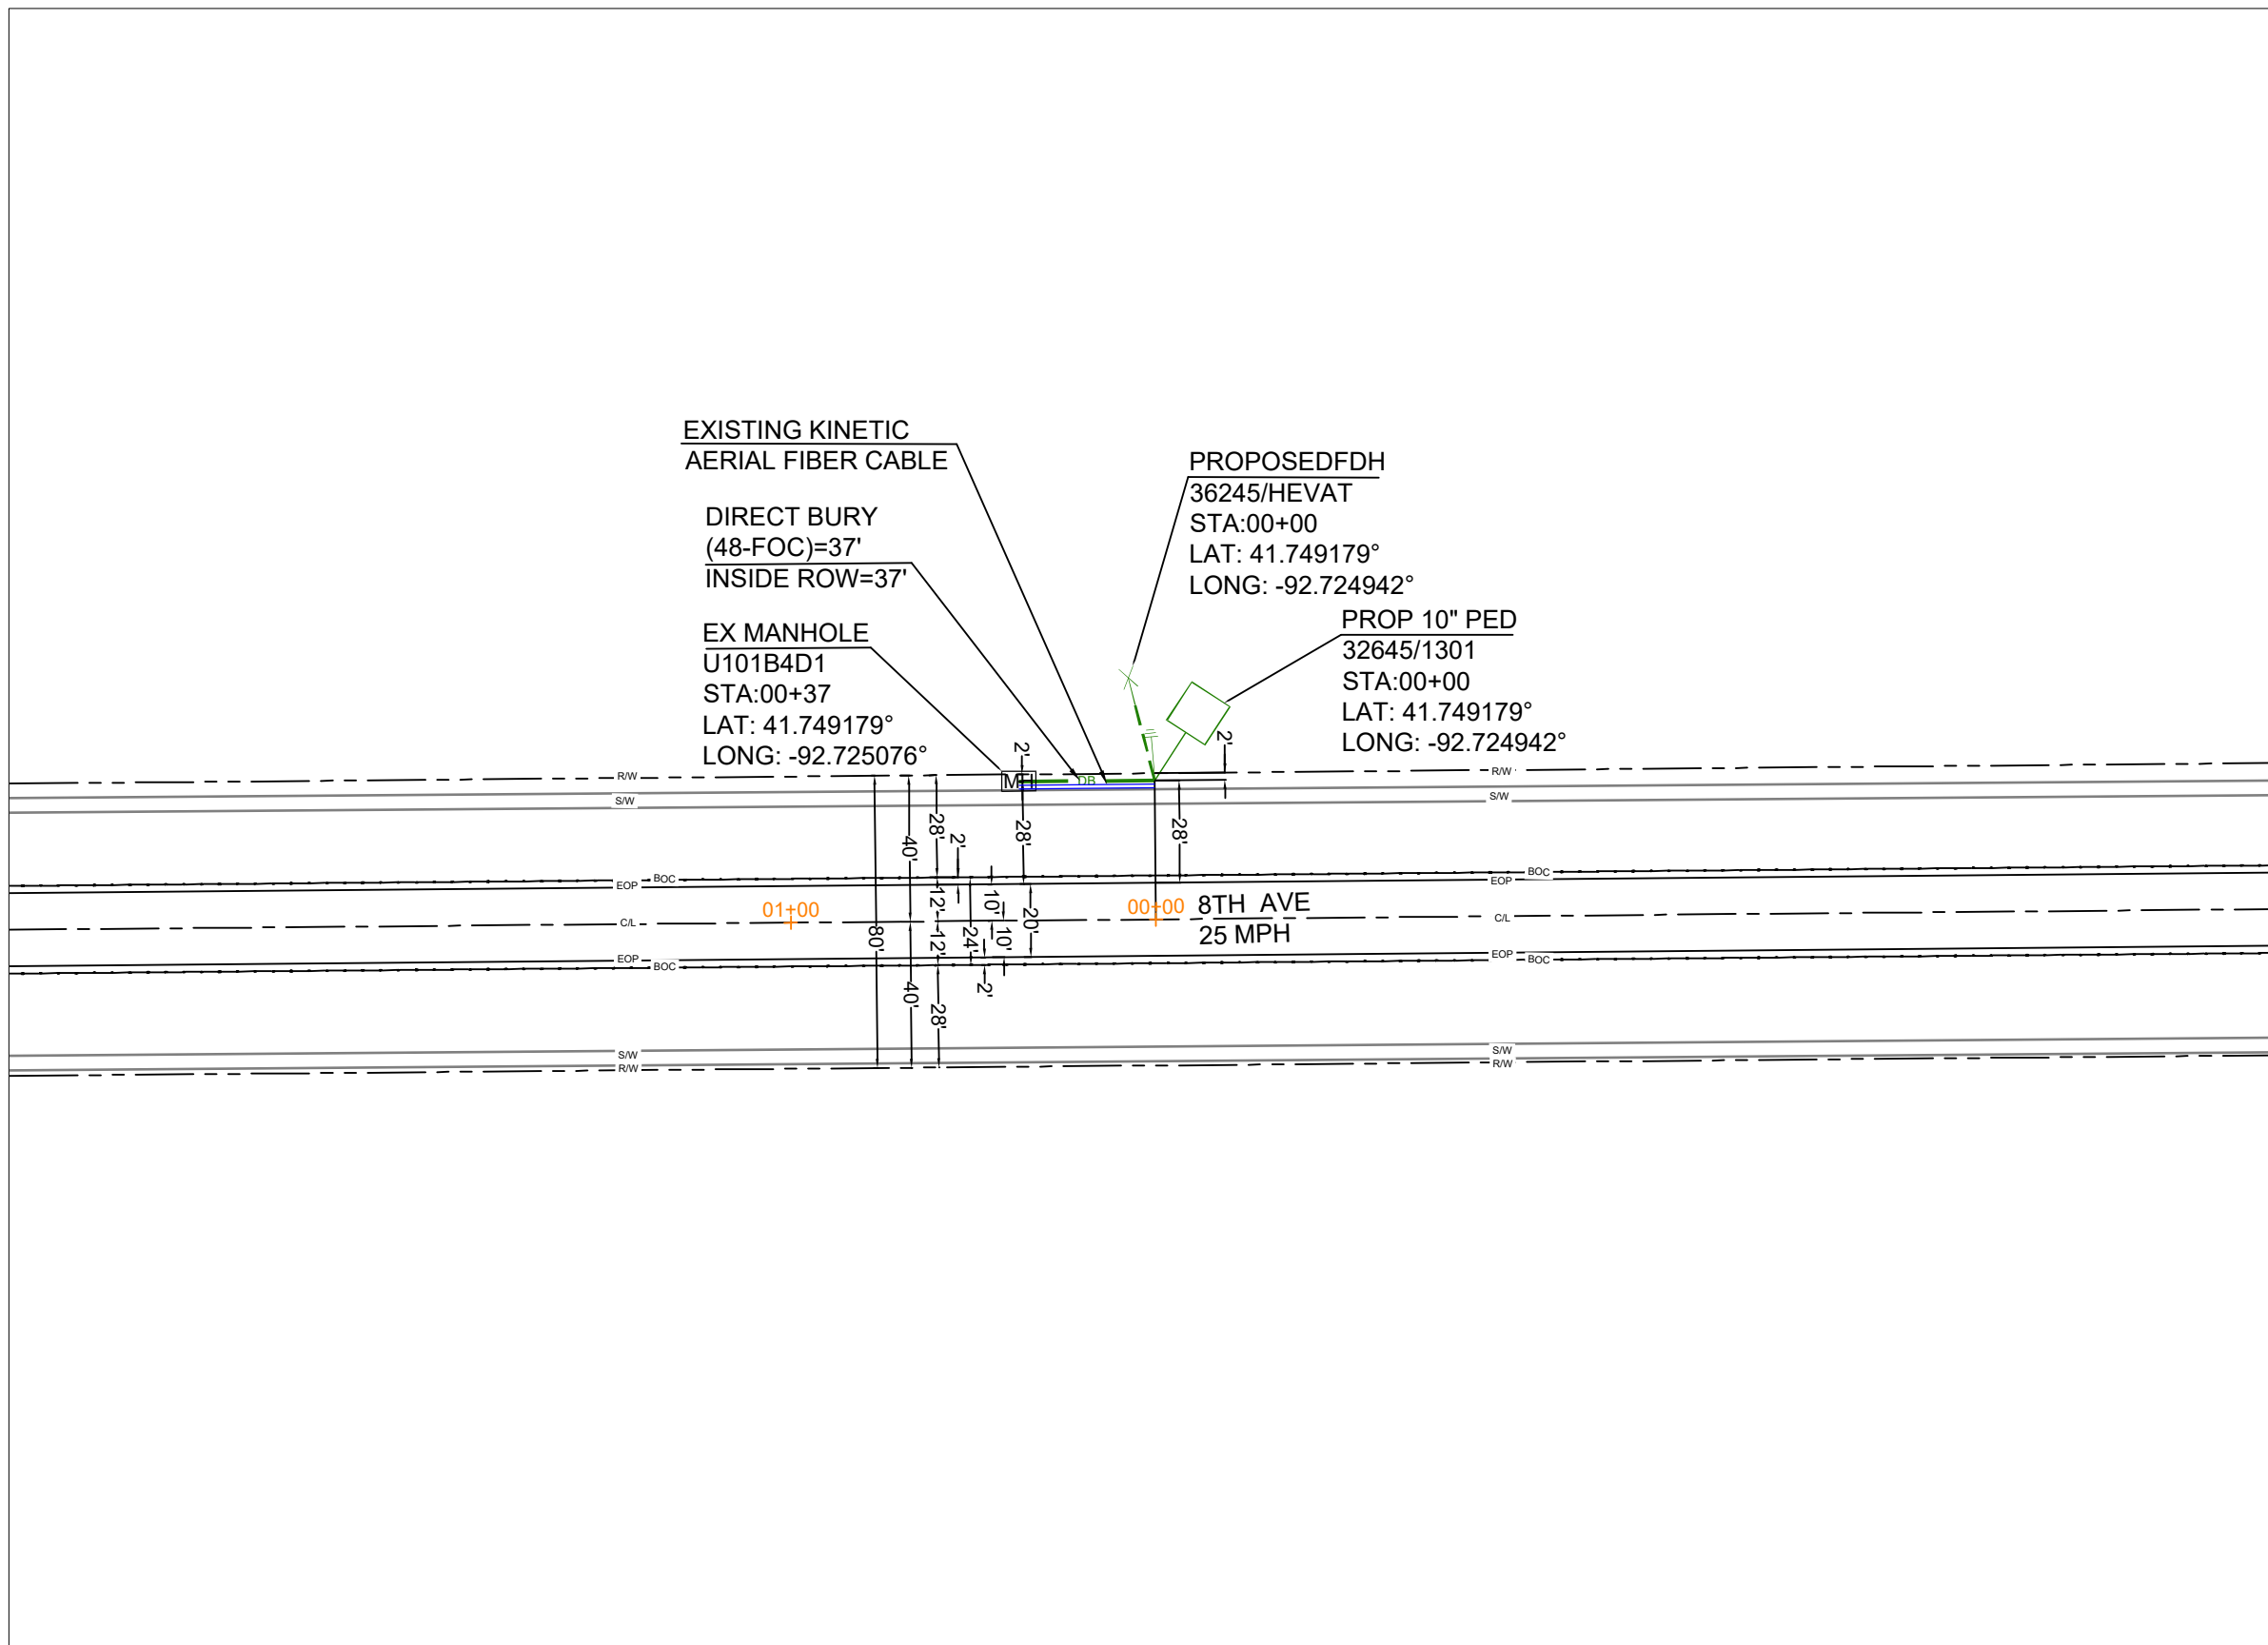 EXISTING KINETIC
AERIAL FIBER CABLE
PROPOSEDFDH
36245/HEVAT
STA:00+00
LAT: 41.749179°
LONG: -92.724942°
DIRECT BURY
(48-FOC)=37'
INSIDE ROW=37'
PROP 10" PED
32645/1301
STA:00+00
LAT: 41.749179°
LONG: -92.724942°
EX MANHOLE
U101B4D1
STA:00+37
LAT: 41.749179°
LONG: -92.725076°
2'
2'
R/W
MH
DB
R/W
S/W
S/W
28'
40'
2'
28'
28'
BOC
EOP
BOC
EOP
12'
10'
20'
01+00
00+00
8TH AVE
25 MPH
C/L
C/L
80'
12'
24'
10'
EOP
BOC
EOP
BOC
40'
28'
2'
S/W
R/W
S/W
R/W